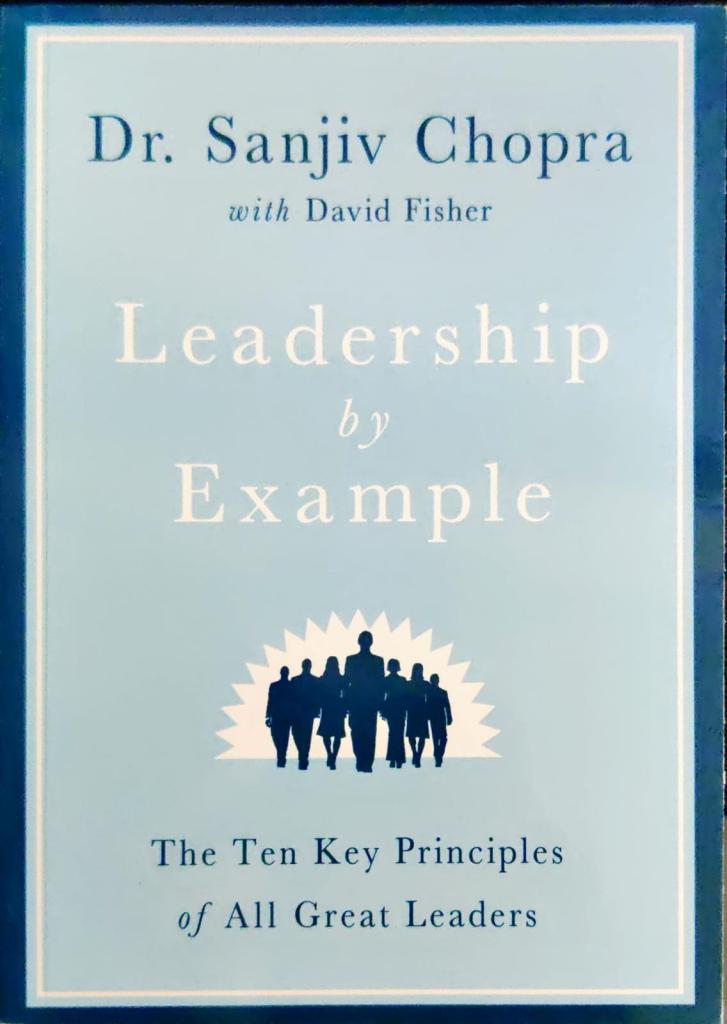 Dr. Sanjiv Chopra
with David Fisher
Leadership
by
Example
The Ten Key Principles
of All Great Leaders